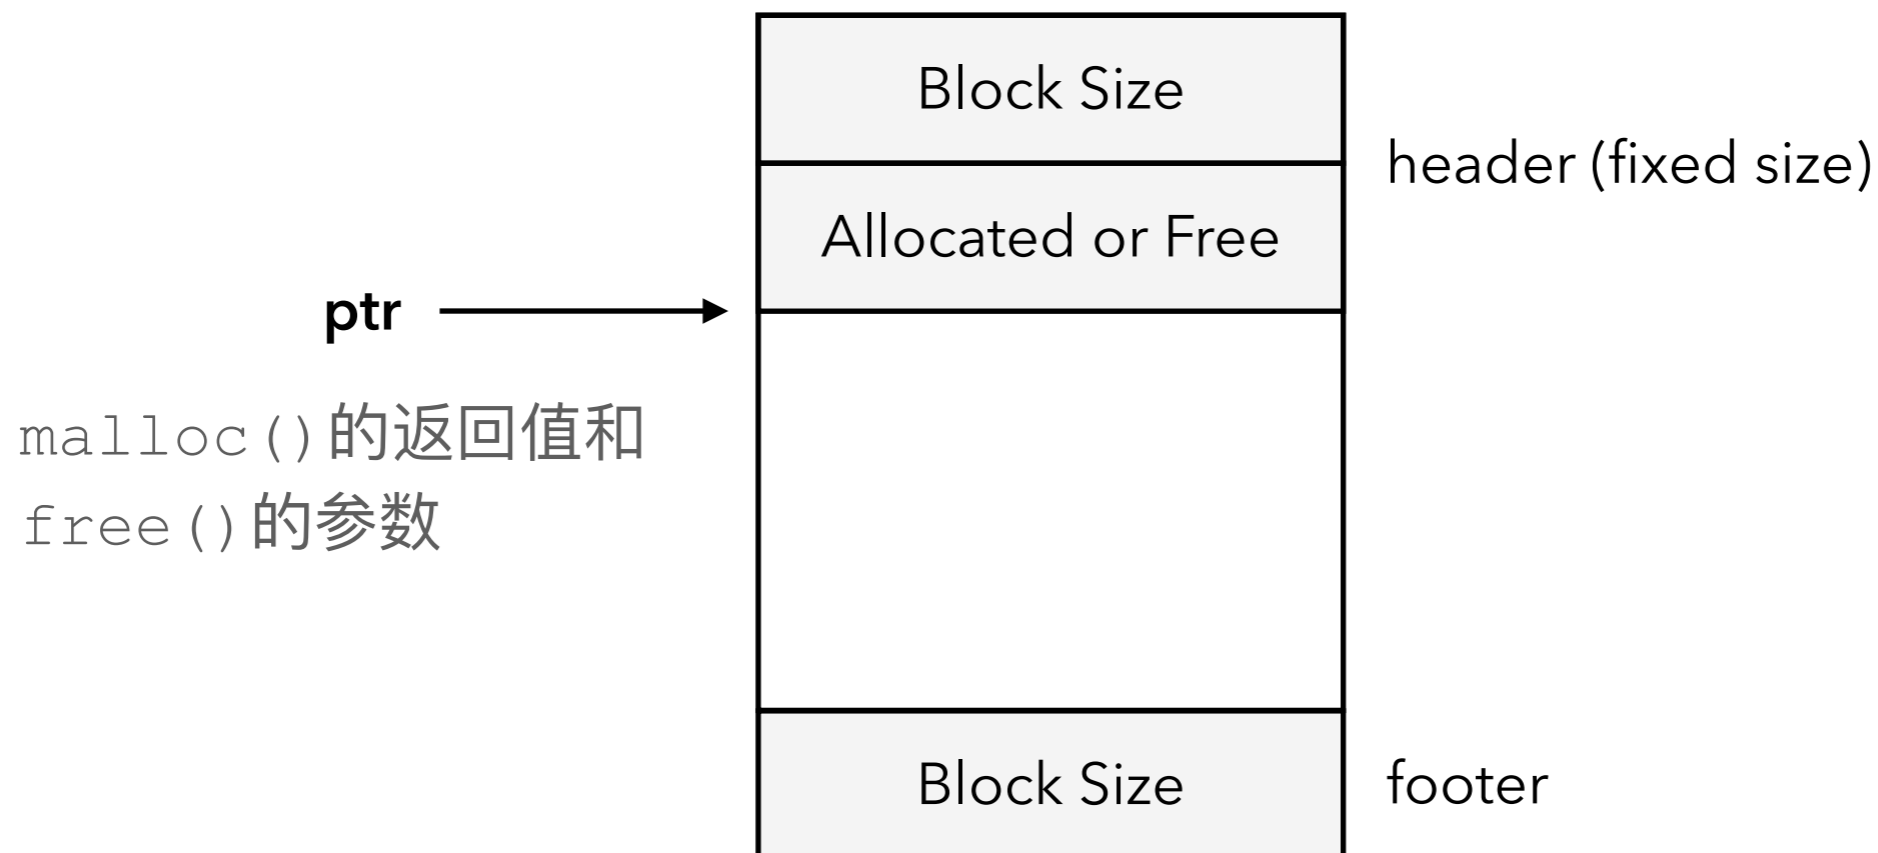 Block Size
header (fixed size)
Allocated or Free
ptr
malloc()的返回值和
free()的参数
Block Size
footer